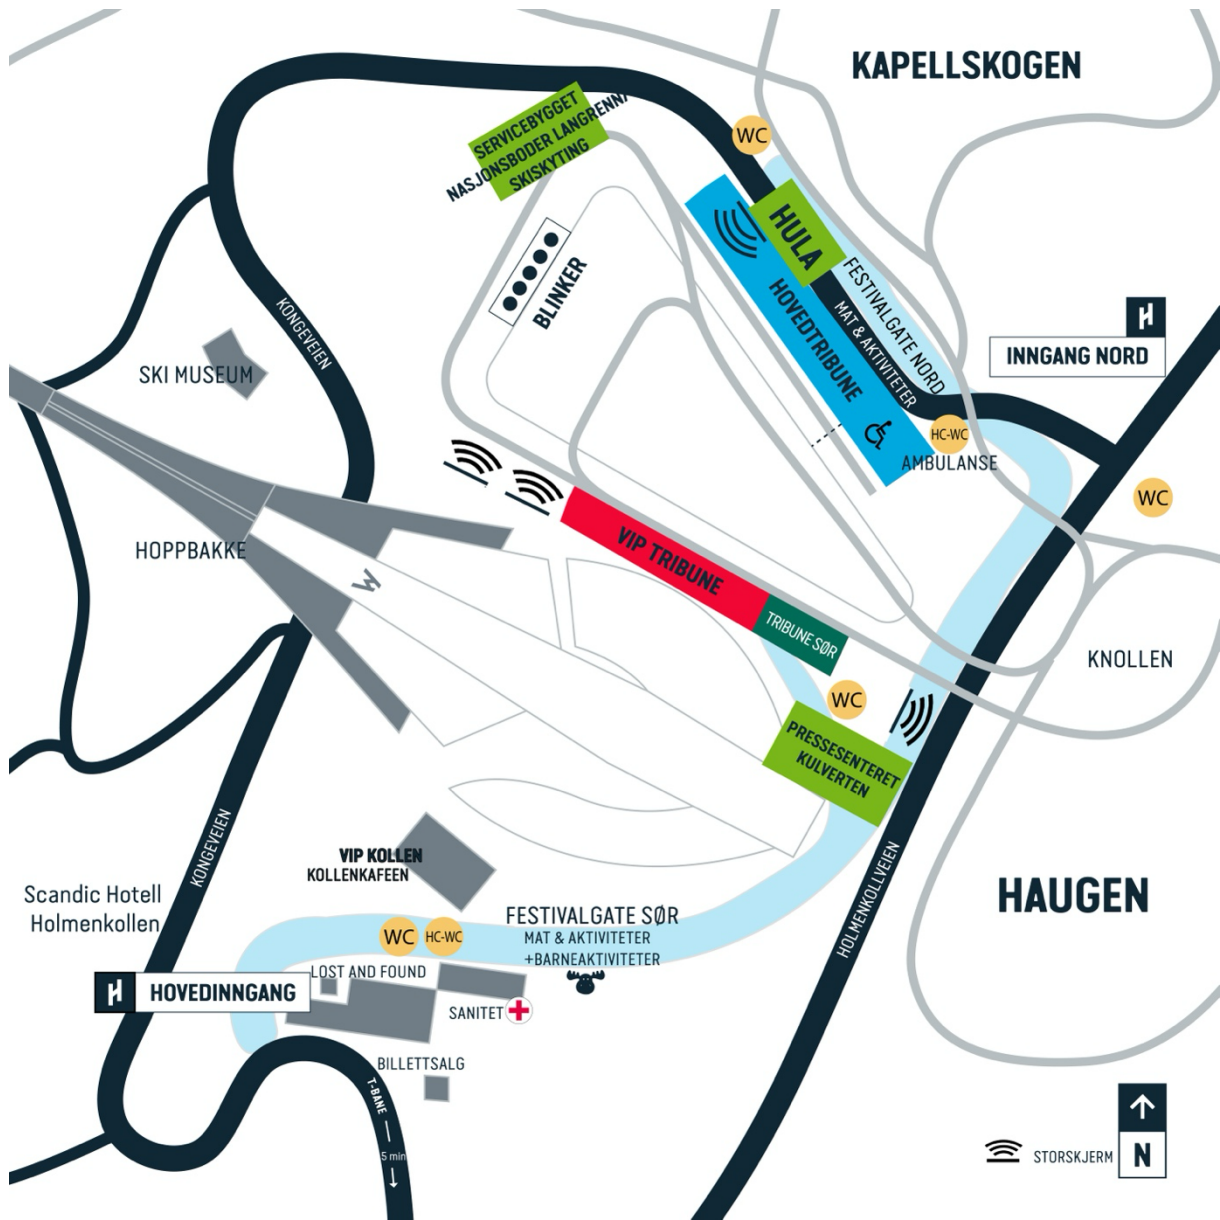 KAPELLSKOGEN
SERVICEBYGGET
NASJONSBODER LANGRENN/
SKISKYTING
WC
HULA
FESTIVALGATE NORD
MAT & AKTIVITETER
HOVEDTRIBUNE
BLINKER
KONGEVEIEN
INNGANG NORD
SKI MUSEUM
HC-WC
AMBULANSE
WC
HOPPBAKKE
VIP TRIBUNE
TRIBUNE SØR
KNOLLEN
WC
PRESSESENTERET
KULVERTEN
KONGEVEIEN
VIP KOLLEN
KOLLENKAFEEN
HOLMENKOLLVEIEN
HAUGEN
Scandic Hotell
Holmenkollen
FESTIVALGATE SØR
MAT & AKTIVITETER
+BARNEAKTIVITETER
WC
HC-WC
LOST AND FOUND
HOVEDINNGANG
SANITET
BILLETTSALG
T-BANE
5 min
STORSKJERM
N